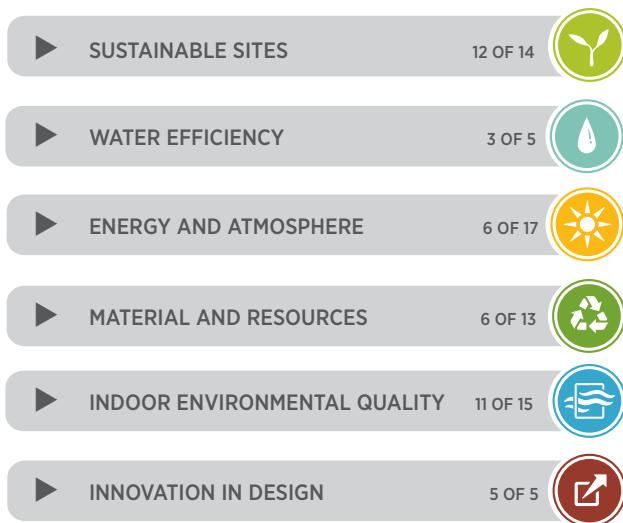 SUSTAINABLE SITES 12 OF 14
WATER EFFICIENCY 3 OF 5
ENERGY AND ATMOSPHERE 6 OF 17
MATERIAL AND RESOURCES 6 OF 13
INDOOR ENVIRONMENTAL QUALITY 11 OF 15
INNOVATION IN DESIGN 5 OF 5